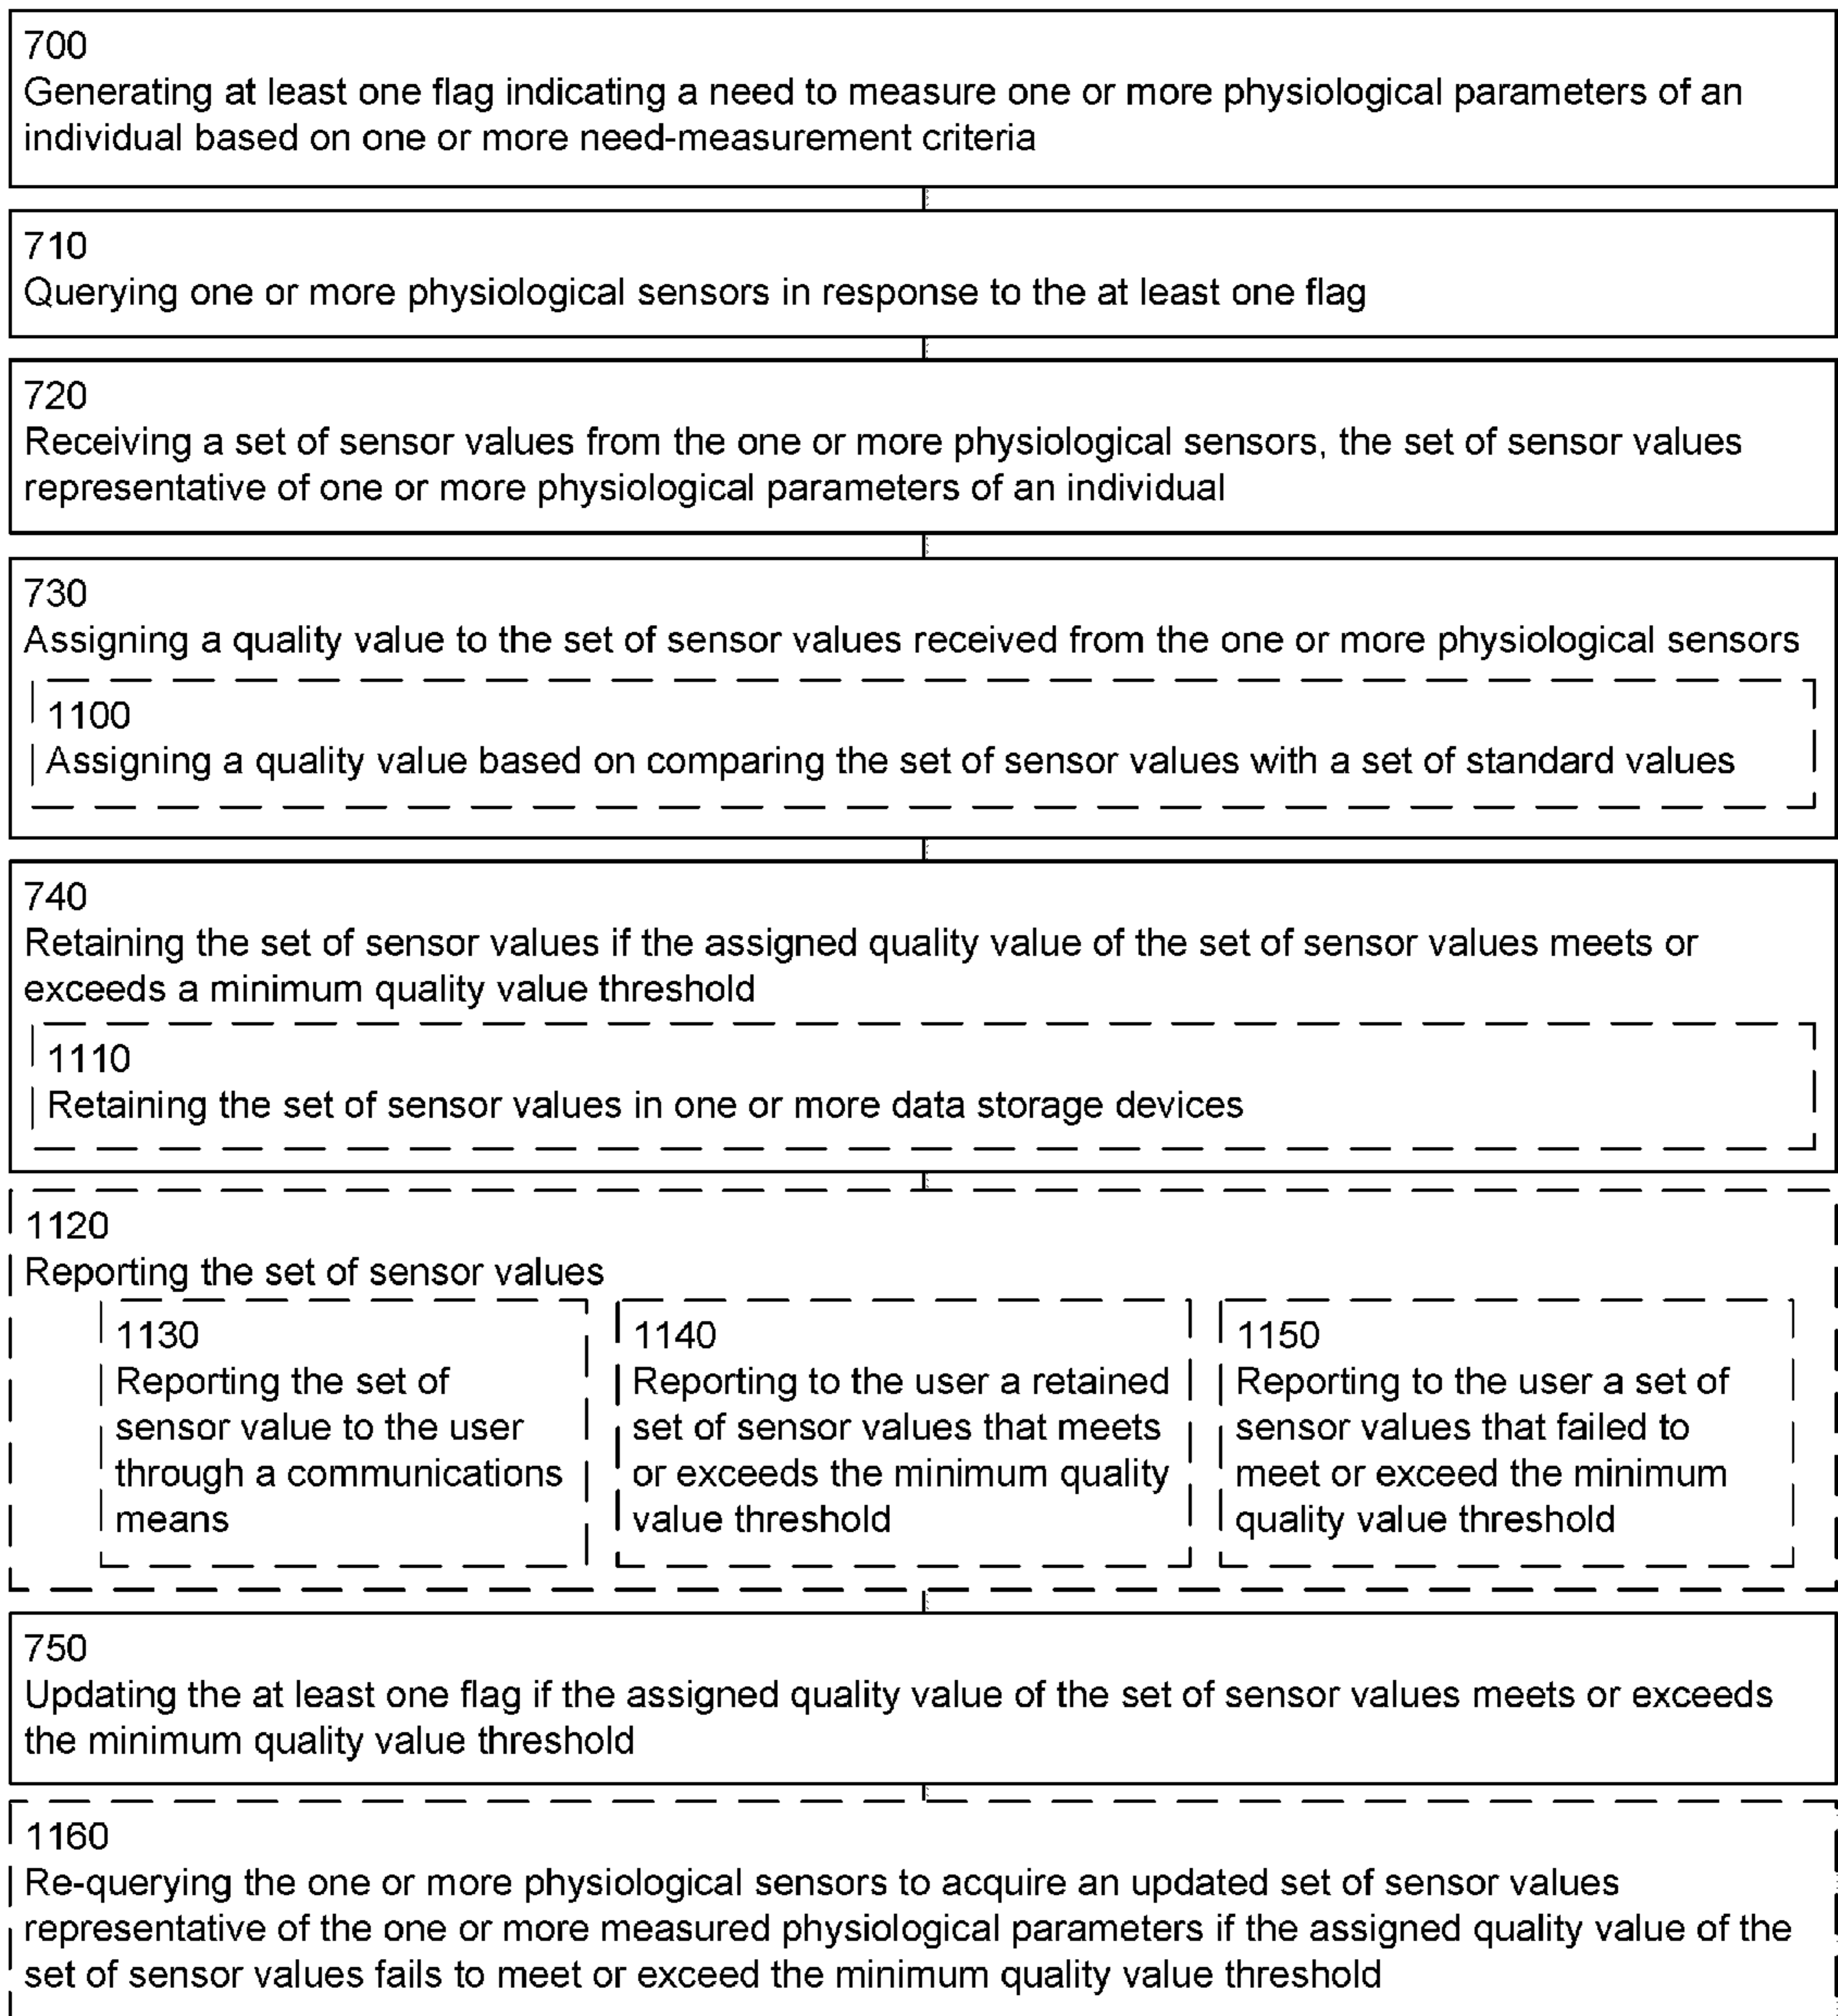 700
Generating at least one flag indicating a need to measure one or more physiological parameters of an
individual based on one or more need-measurement criteria
710
Querying one or more physiological sensors in response to the at least one flag
720
Receiving a set of sensor values from the one or more physiological sensors, the set of sensor values
representative of one or more physiological parameters of an individual
730
Assigning a quality value to the set of sensor values received from the one or more physiological sensors
1100
Assigning a quality value based on comparing the set of sensor values with a set of standard values
740
Retaining the set of sensor values if the assigned quality value of the set of sensor values meets or
exceeds a minimum quality value threshold
1110
Retaining the set of sensor values in one or more data storage devices
1120
Reporting the set of sensor values
1130
Reporting the set of
sensor value to the user
through a communications
means
1140
Reporting to the user a retained
set of sensor values that meets
or exceeds the minimum quality
value threshold
1150
Reporting to the user a set of
sensor values that failed to
meet or exceed the minimum
quality value threshold
750
Updating the at least one flag if the assigned quality value of the set of sensor values meets or exceeds
the minimum quality value threshold
1160
Re-querying the one or more physiological sensors to acquire an updated set of sensor values
representative of the one or more measured physiological parameters if the assigned quality value of the
set of sensor values fails to meet or exceed the minimum quality value threshold